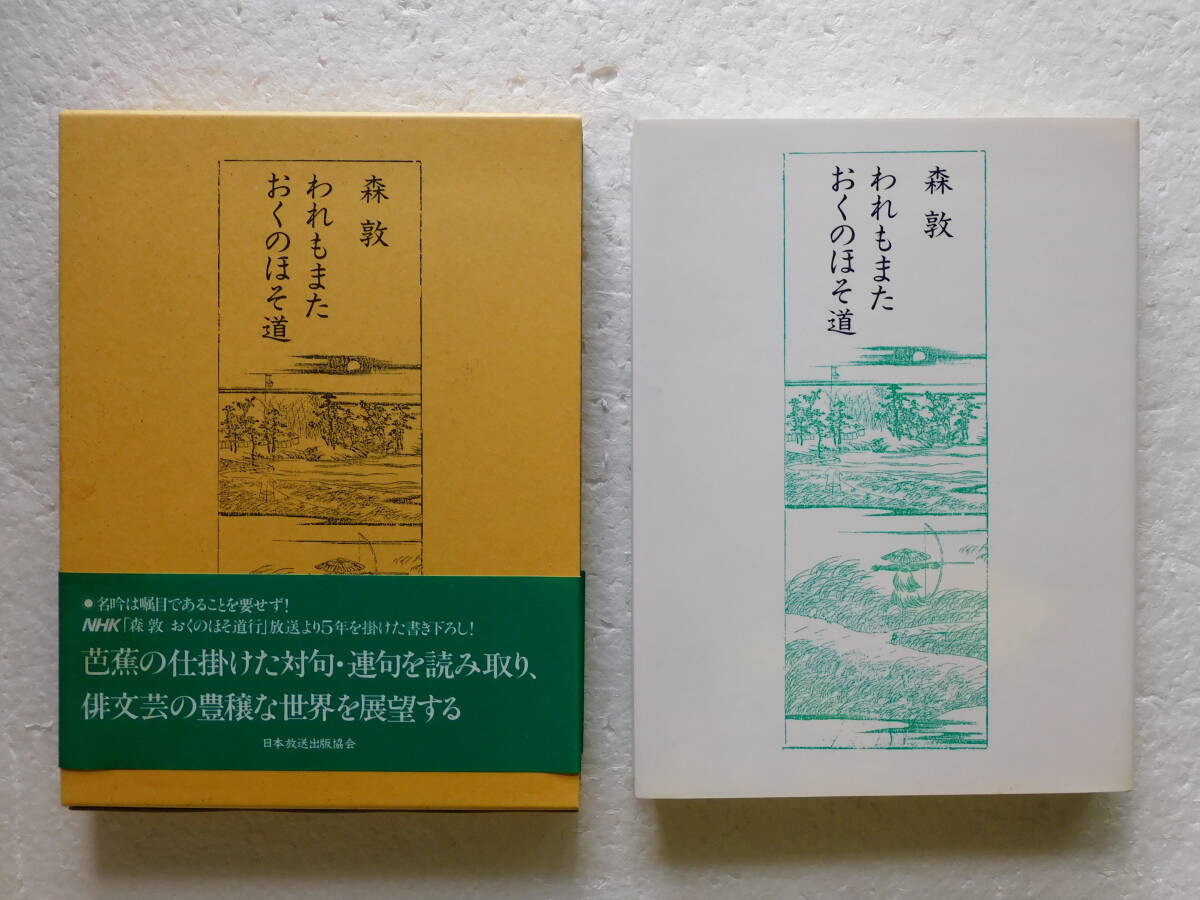 森 敦
われもまた
おくのほそ道
●名吟は嘱目であることを要せず!
NHK「森 敦 おくのほそ道行」放送より5年を掛けた書き下ろし!
芭蕉の仕掛けた対句・連句を読み取り、
俳文芸の豊穣な世界を展望する
日本放送出版協会
森 敦
われもまた
おくのほそ道